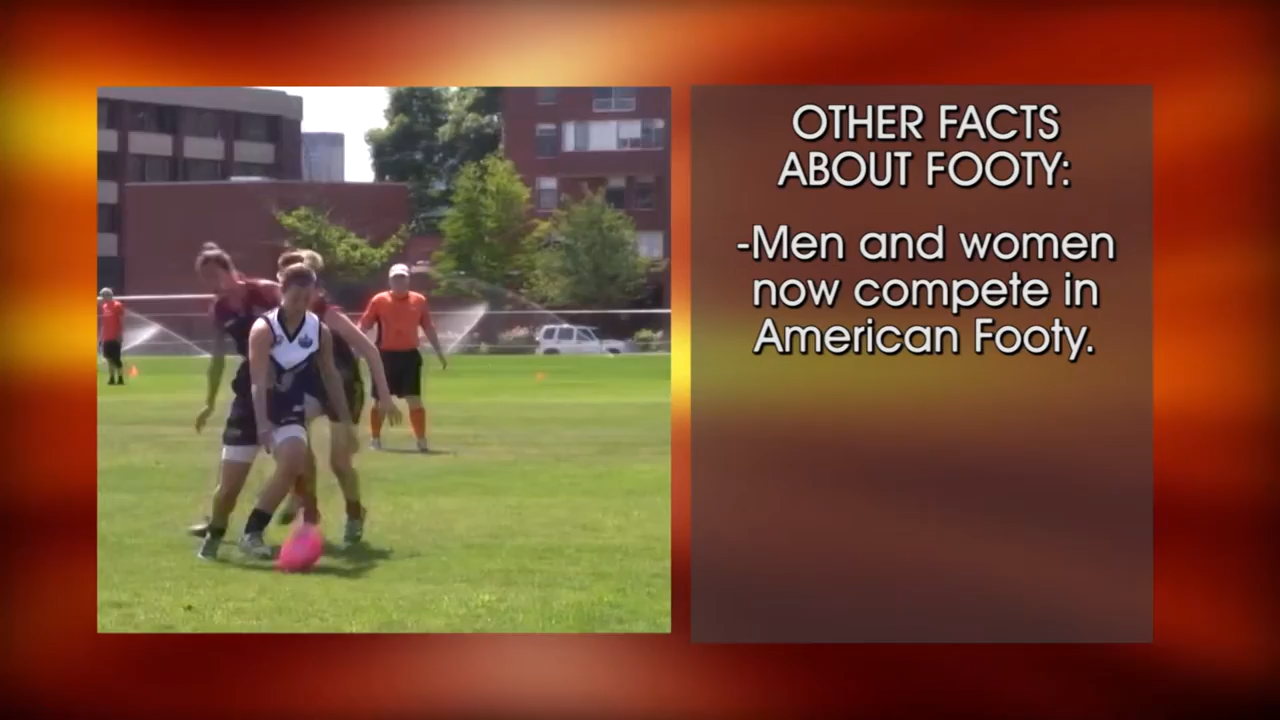 OTHER FACTS
ABOUT FOOTY:
-Men and women
now compete in
American Footy.